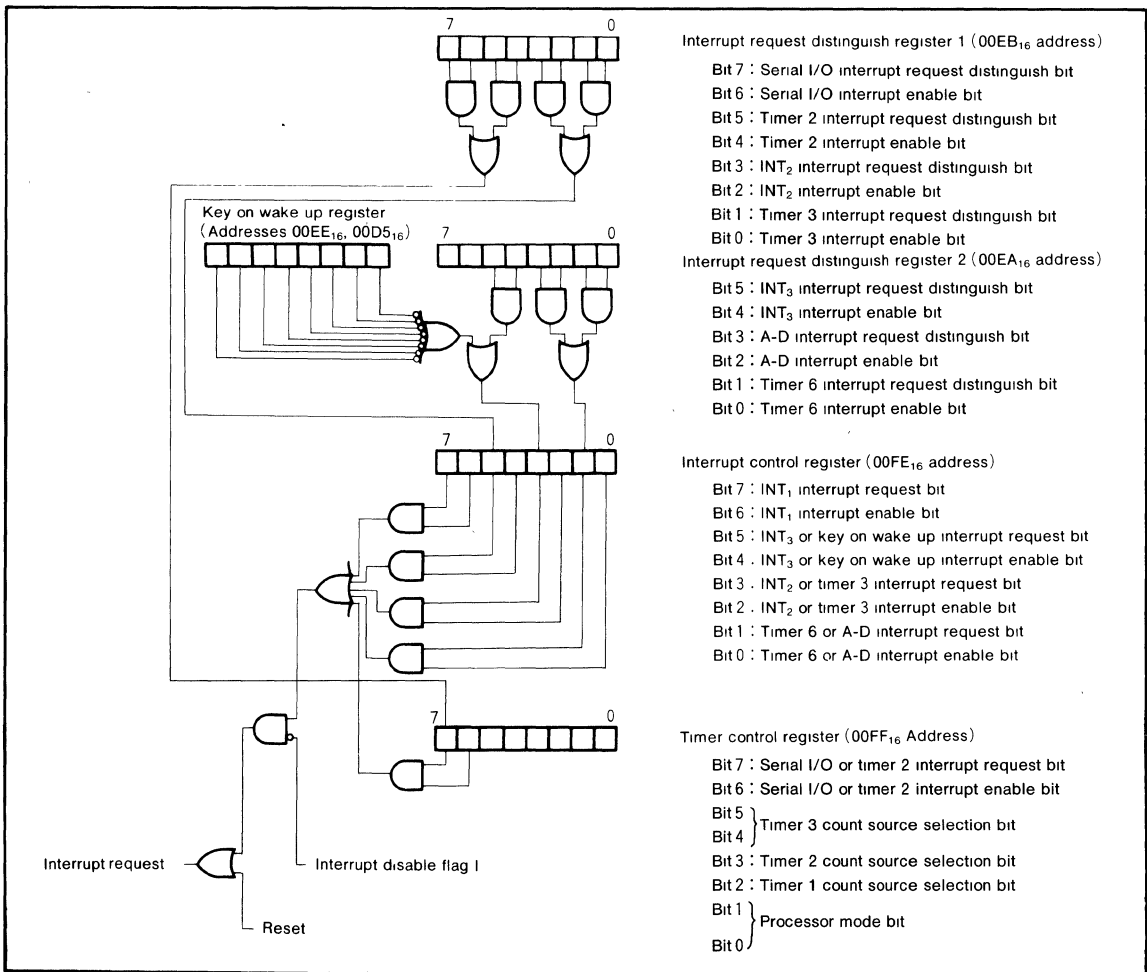 7 0
Interrupt request distinguish register 1 (00EB₁₆ address)
Bit 7 : Serial I/O interrupt request distinguish bit
Bit 6 : Serial I/O interrupt enable bit
Bit 5 : Timer 2 interrupt request distinguish bit
Bit 4 : Timer 2 interrupt enable bit
Bit 3 : INT₂ interrupt request distinguish bit
Bit 2 : INT₂ interrupt enable bit
Bit 1 : Timer 3 interrupt request distinguish bit
Bit 0 : Timer 3 interrupt enable bit
Key on wake up register
(Addresses 00EE₁₆, 00D5₁₆)
7 0
Interrupt request distinguish register 2 (00EA₁₆ address)
Bit 5 : INT₃ interrupt request distinguish bit
Bit 4 : INT₃ interrupt enable bit
Bit 3 : A-D interrupt request distinguish bit
Bit 2 : A-D interrupt enable bit
Bit 1 : Timer 6 interrupt request distinguish bit
Bit 0 : Timer 6 interrupt enable bit
7 0
Interrupt control register (00FE₁₆ address)
Bit 7 : INT₁ interrupt request bit
Bit 6 : INT₁ interrupt enable bit
Bit 5 : INT₃ or key on wake up interrupt request bit
Bit 4 . INT₃ or key on wake up interrupt enable bit
Bit 3 . INT₂ or timer 3 interrupt request bit
Bit 2 . INT₂ or timer 3 interrupt enable bit
Bit 1 : Timer 6 or A-D interrupt request bit
Bit 0 : Timer 6 or A-D interrupt enable bit
7 0
Timer control register (00FF₁₆ Address)
Bit 7 : Serial I/O or timer 2 interrupt request bit
Bit 6 : Serial I/O or timer 2 interrupt enable bit
Bit 5
Bit 4
Timer 3 count source selection bit
Bit 3 : Timer 2 count source selection bit
Bit 2 : Timer 1 count source selection bit
Bit 1
Bit 0
Processor mode bit
Interrupt request
Interrupt disable flag I
Reset